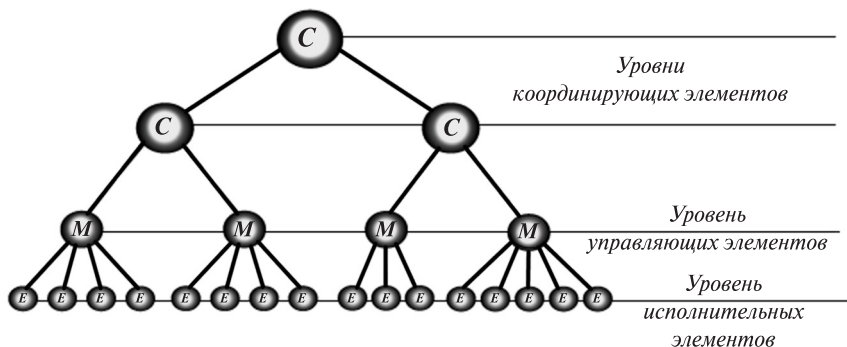 C
Уровни
координирующих элементов
C C
Уровень
M M M M
управляющих элементов
Уровень
E E E E E E E E E E E E E E E E
исполнительных
элементов